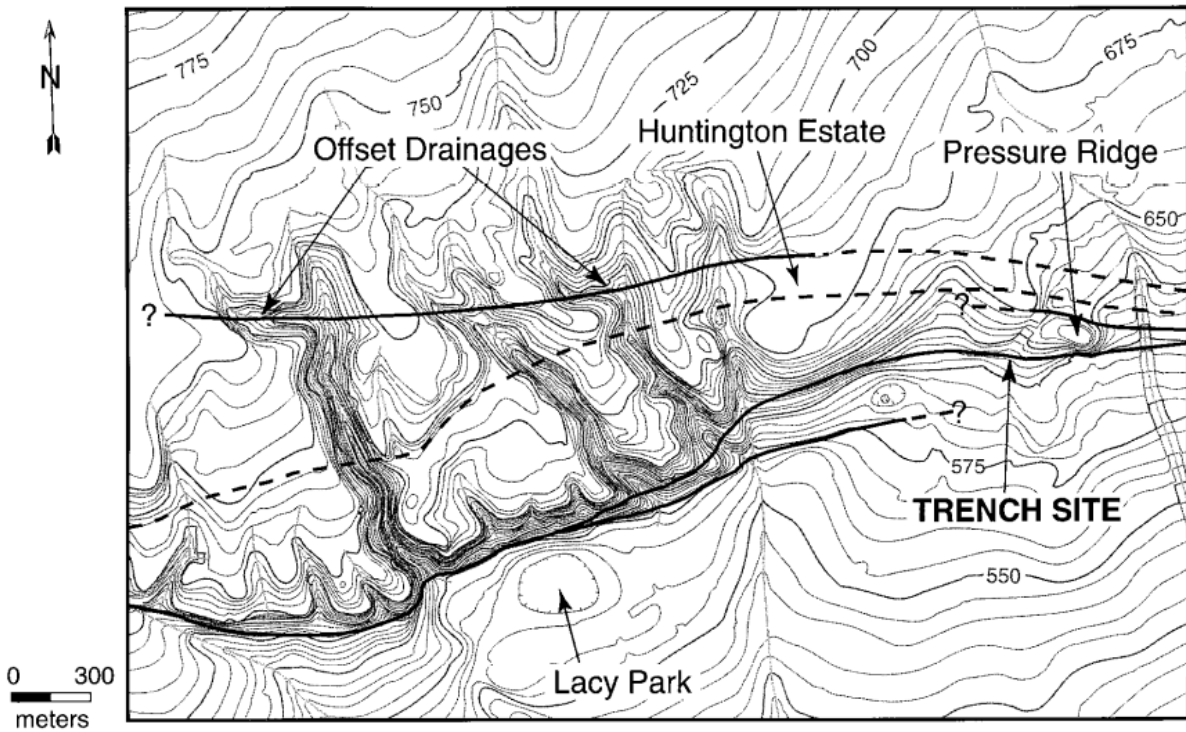 N
775
750
725
700
675
Offset Drainages
Huntington Estate
Pressure Ridge
650
?
?
?
575
TRENCH SITE
550
Lacy Park
0 300
meters